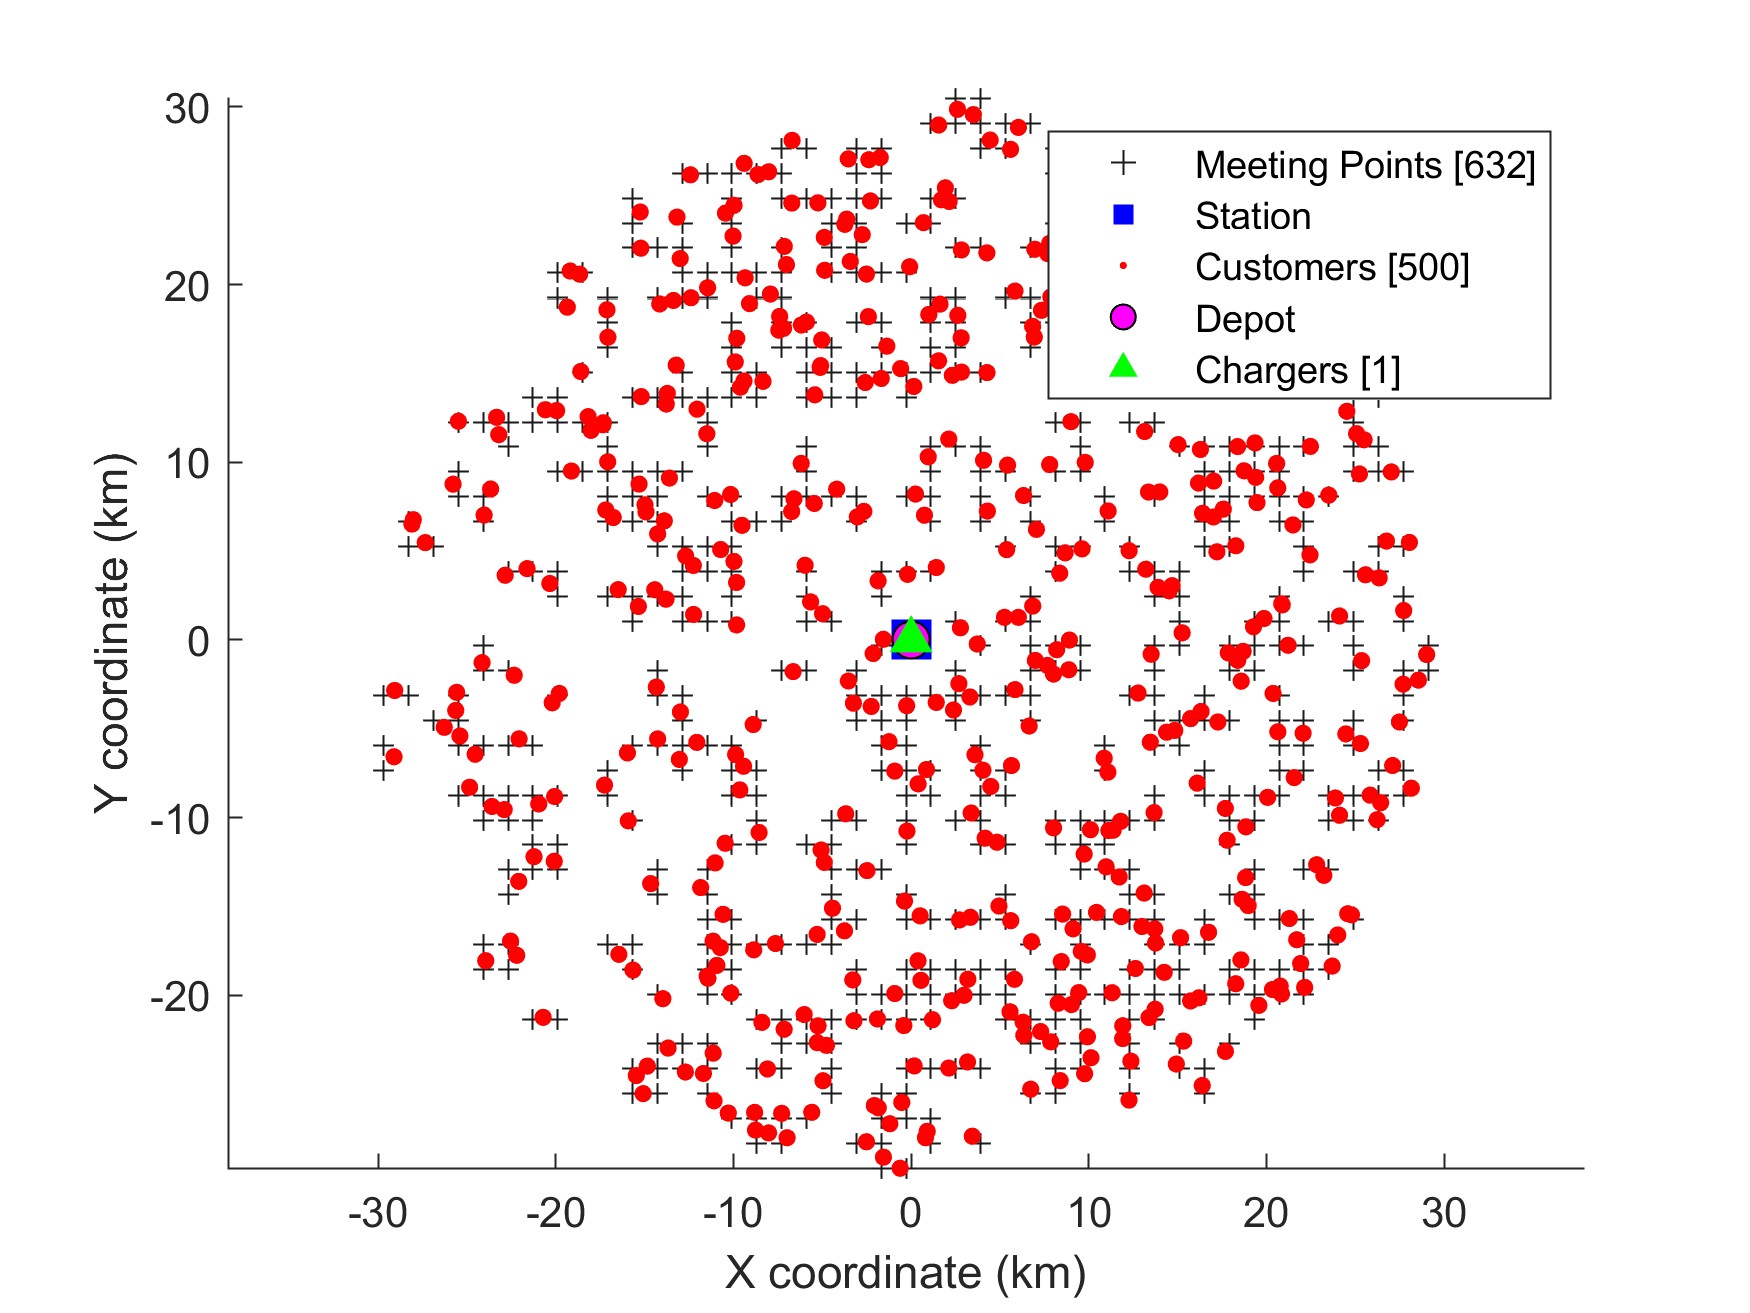 30
20
10
0
-10
-20
-30
-20
-10
0
10
20
30
Y coordinate (km)
X coordinate (km)
Meeting Points [632]
Station
Customers [500]
Depot
Chargers [1]